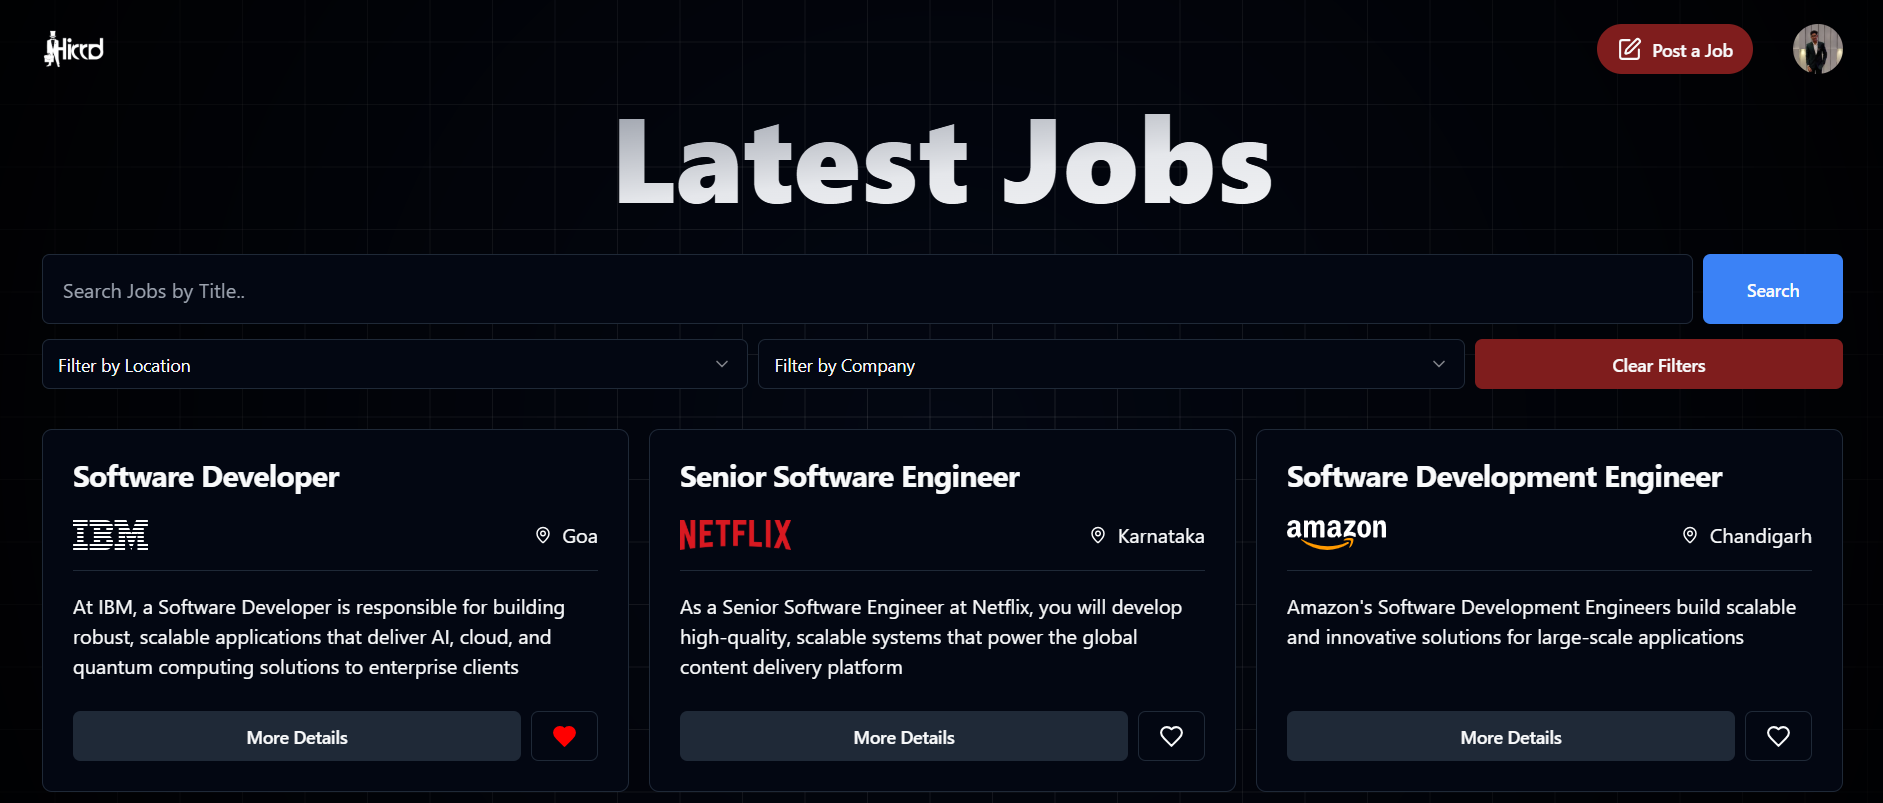 Hirrd
Post a Job
Latest Jobs
Search Jobs by Title..
Search
Filter by Location
Filter by Company
Clear Filters
Software Developer
IBM
Goa
At IBM, a Software Developer is responsible for building
robust, scalable applications that deliver AI, cloud, and
quantum computing solutions to enterprise clients
More Details
Senior Software Engineer
NETFLIX
Karnataka
As a Senior Software Engineer at Netflix, you will develop
high-quality, scalable systems that power the global
content delivery platform
More Details
Software Development Engineer
amazon
Chandigarh
Amazon's Software Development Engineers build scalable
and innovative solutions for large-scale applications
More Details